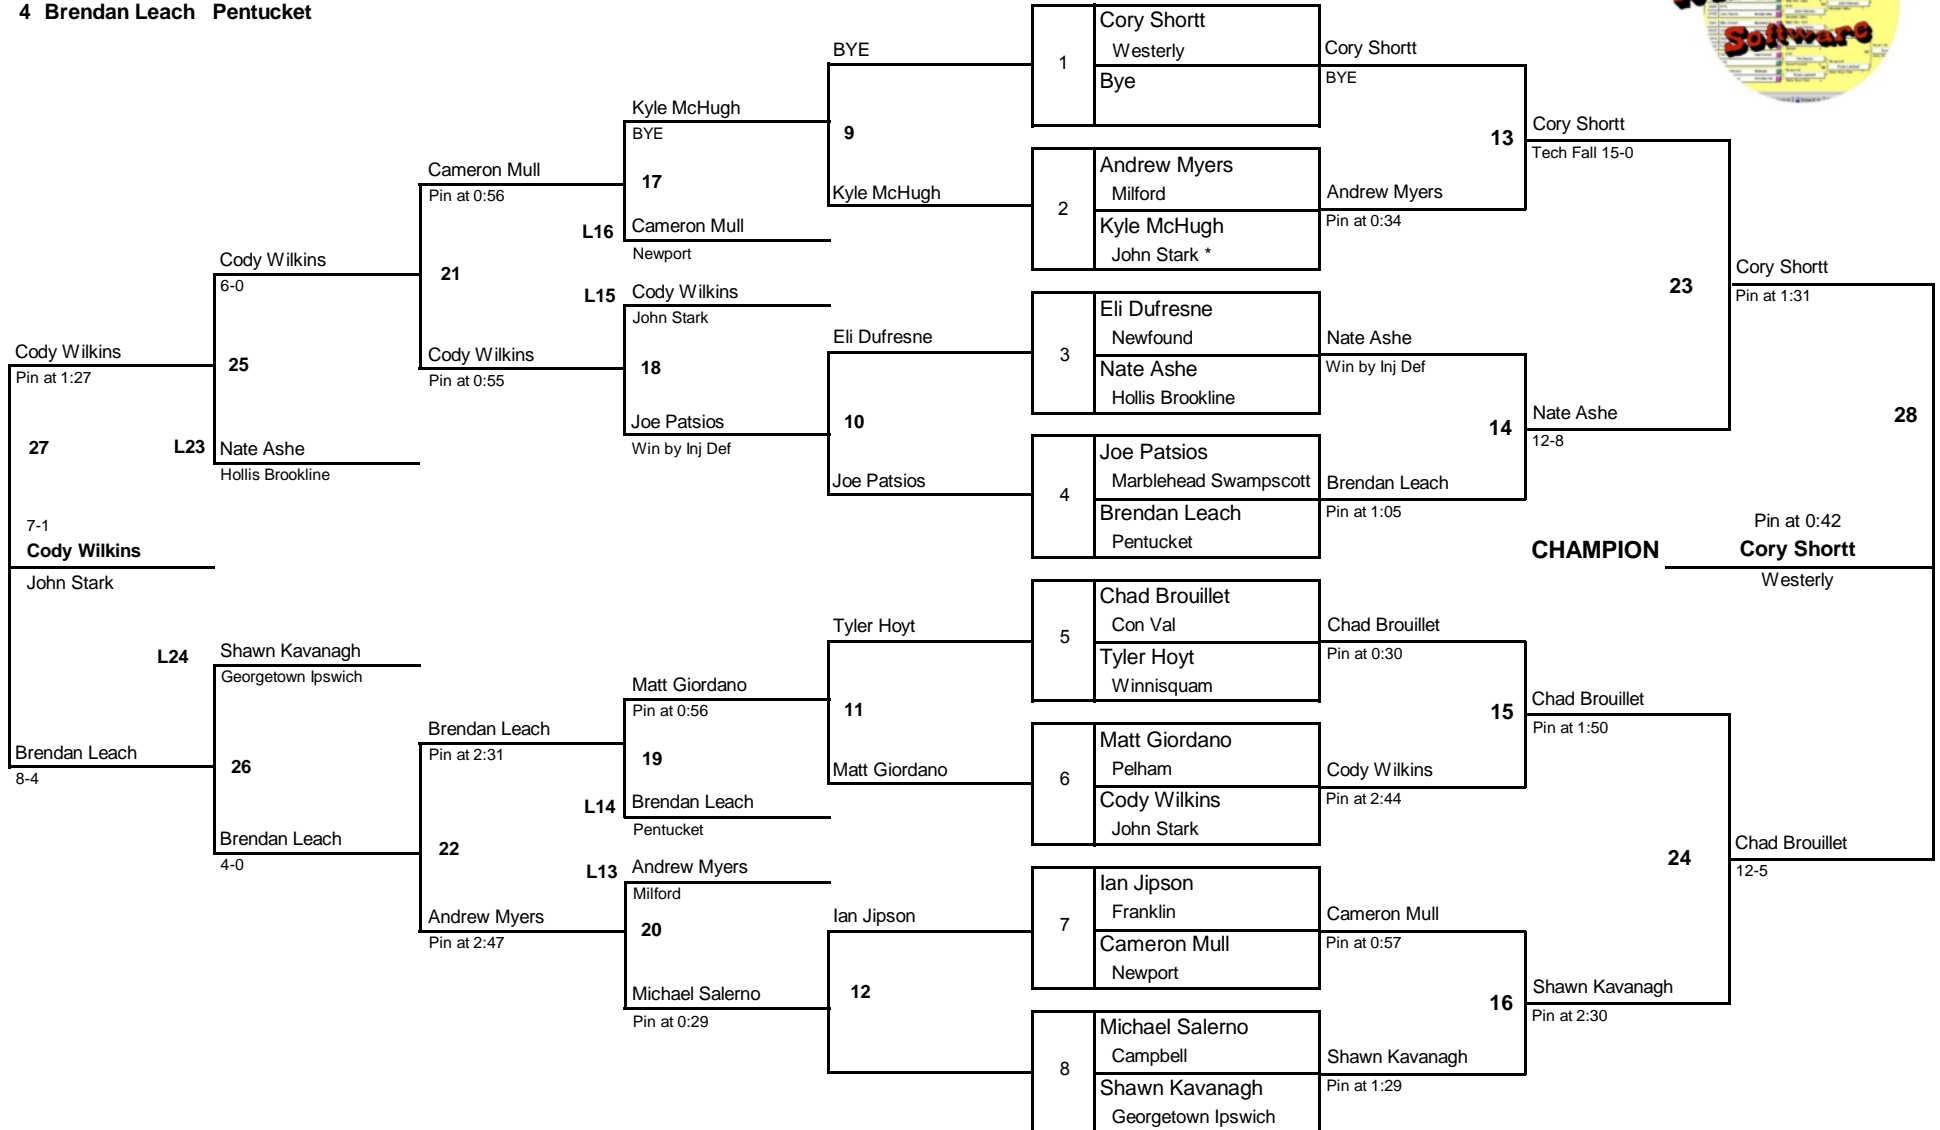 4 Brendan Leach Pentucket
Software
BYE
Kyle McHugh
BYE
9
Cameron Mull
Pin at 0:56
17
Kyle McHugh
L16 Cameron Mull
Newport
Cody Wilkins
6-0
21
L15 Cody Wilkins
John Stark
Eli Dufresne
Cody Wilkins
Pin at 1:27
25
Cody Wilkins
Pin at 0:55
18
Joe Patsios
Win by Inj Def
10
27
L23 Nate Ashe
Hollis Brookline
Joe Patsios
7-1
Cody Wilkins
John Stark
Tyler Hoyt
L24 Shawn Kavanagh
Georgetown Ipswich
Matt Giordano
Pin at 0:56
11
Brendan Leach
Pin at 2:31
19
Matt Giordano
Brendan Leach
8-4
26
L14 Brendan Leach
Pentucket
Brendan Leach
4-0
22
L13 Andrew Myers
Milford
Andrew Myers
Pin at 2:47
20
Ian Jipson
Michael Salerno
Pin at 0:29
12
1
Cory Shortt
Westerly
Bye
2
Andrew Myers
Milford
Kyle McHugh
John Stark *
3
Eli Dufresne
Newfound
Nate Ashe
Hollis Brookline
4
Joe Patsios
Marblehead Swampscott
Brendan Leach
Pentucket
5
Chad Brouillet
Con Val
Tyler Hoyt
Winnisquam
6
Matt Giordano
Pelham
Cody Wilkins
John Stark
7
Ian Jipson
Franklin
Cameron Mull
Newport
8
Michael Salerno
Campbell
Shawn Kavanagh
Georgetown Ipswich
Cory Shortt
BYE
13
Andrew Myers
Pin at 0:34
Nate Ashe
Win by Inj Def
14
Brendan Leach
Pin at 1:05
Chad Brouillet
Pin at 0:30
15
Cody Wilkins
Pin at 2:44
Cameron Mull
Pin at 0:57
16
Shawn Kavanagh
Pin at 1:29
Cory Shortt
Tech Fall 15-0
23
Nate Ashe
12-8
Chad Brouillet
Pin at 1:50
24
Shawn Kavanagh
Pin at 2:30
Cory Shortt
Pin at 1:31
28
Chad Brouillet
12-5
Pin at 0:42
CHAMPION Cory Shortt
Westerly